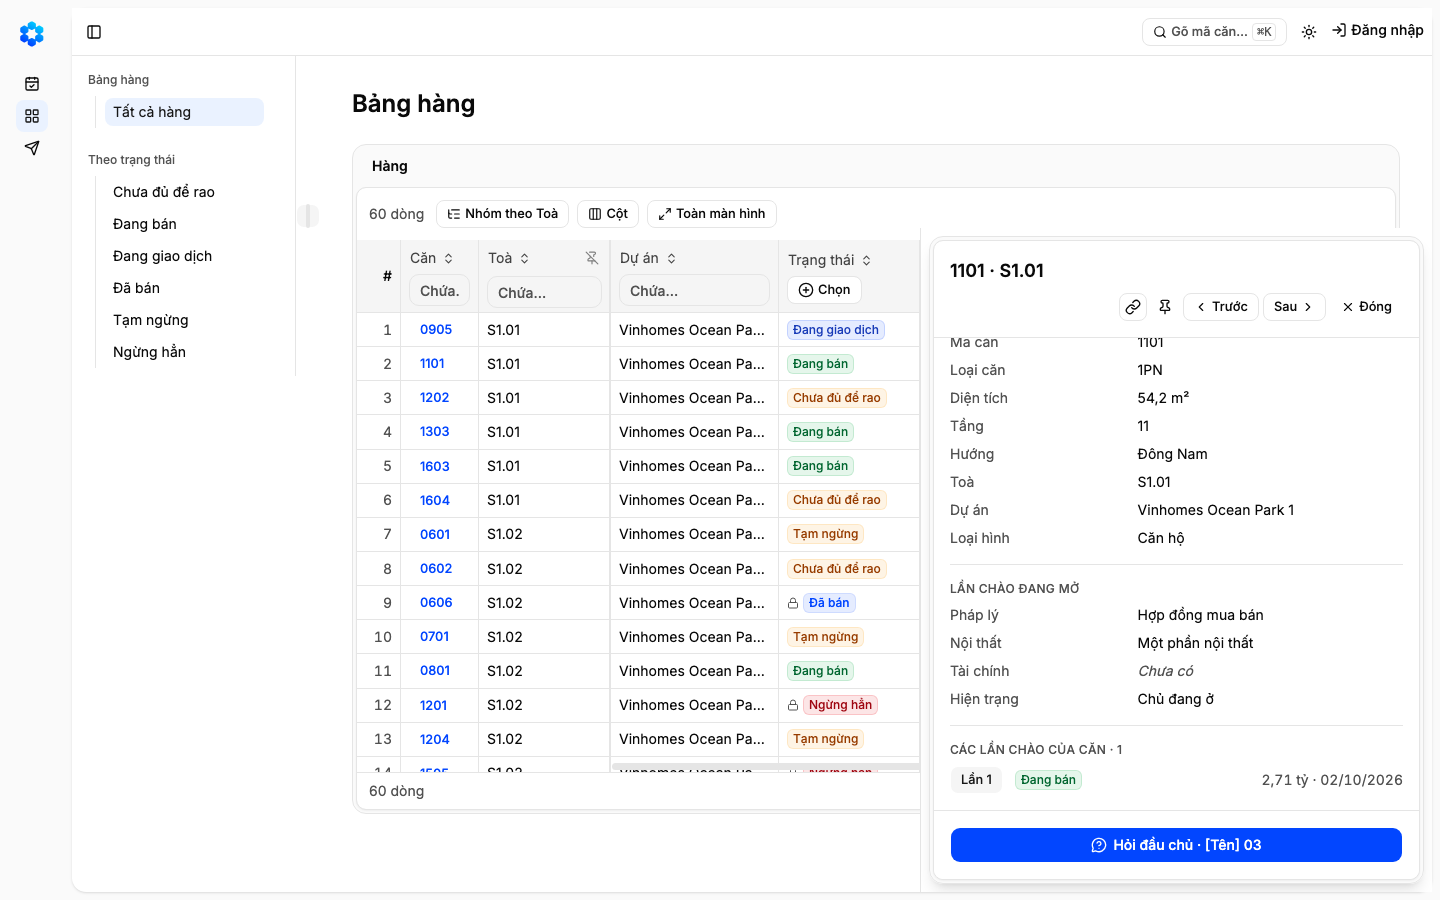 Gõ mã căn... ⌘K
Đăng nhập
Bảng hàng
Tất cả hàng
Theo trạng thái
Chưa đủ để rao
Đang bán
Đang giao dịch
Đã bán
Tạm ngừng
Ngừng hẳn
Bảng hàng
Hàng
60 dòng Nhóm theo Toà Cột Toàn màn hình
# Căn Toà Dự án Trạng thái
Chứa. Chứa... Chứa... Chọn
1 0905 S1.01 Vinhomes Ocean Pa... Đang giao dịch
2 1101 S1.01 Vinhomes Ocean Pa... Đang bán
3 1202 S1.01 Vinhomes Ocean Pa... Chưa đủ để rao
4 1303 S1.01 Vinhomes Ocean Pa... Đang bán
5 1603 S1.01 Vinhomes Ocean Pa... Đang bán
6 1604 S1.01 Vinhomes Ocean Pa... Chưa đủ để rao
7 0601 S1.02 Vinhomes Ocean Pa... Tạm ngừng
8 0602 S1.02 Vinhomes Ocean Pa... Chưa đủ để rao
9 0606 S1.02 Vinhomes Ocean Pa... Đã bán
10 0701 S1.02 Vinhomes Ocean Pa... Tạm ngừng
11 0801 S1.02 Vinhomes Ocean Pa... Đang bán
12 1201 S1.02 Vinhomes Ocean Pa... Ngừng hẳn
13 1204 S1.02 Vinhomes Ocean Pa... Tạm ngừng
60 dòng
1101 · S1.01
Trước Sau Đóng
Mã căn 1101
Loại căn 1PN
Diện tích 54,2 m²
Tầng 11
Hướng Đông Nam
Toà S1.01
Dự án Vinhomes Ocean Park 1
Loại hình Căn hộ
LẦN CHÀO ĐANG MỞ
Pháp lý Hợp đồng mua bán
Nội thất Một phần nội thất
Tài chính Chưa có
Hiện trạng Chủ đang ở
CÁC LẦN CHÀO CỦA CĂN · 1
Lần 1 Đang bán 2,71 tỷ · 02/10/2026
Hỏi đầu chủ · [Tên] 03